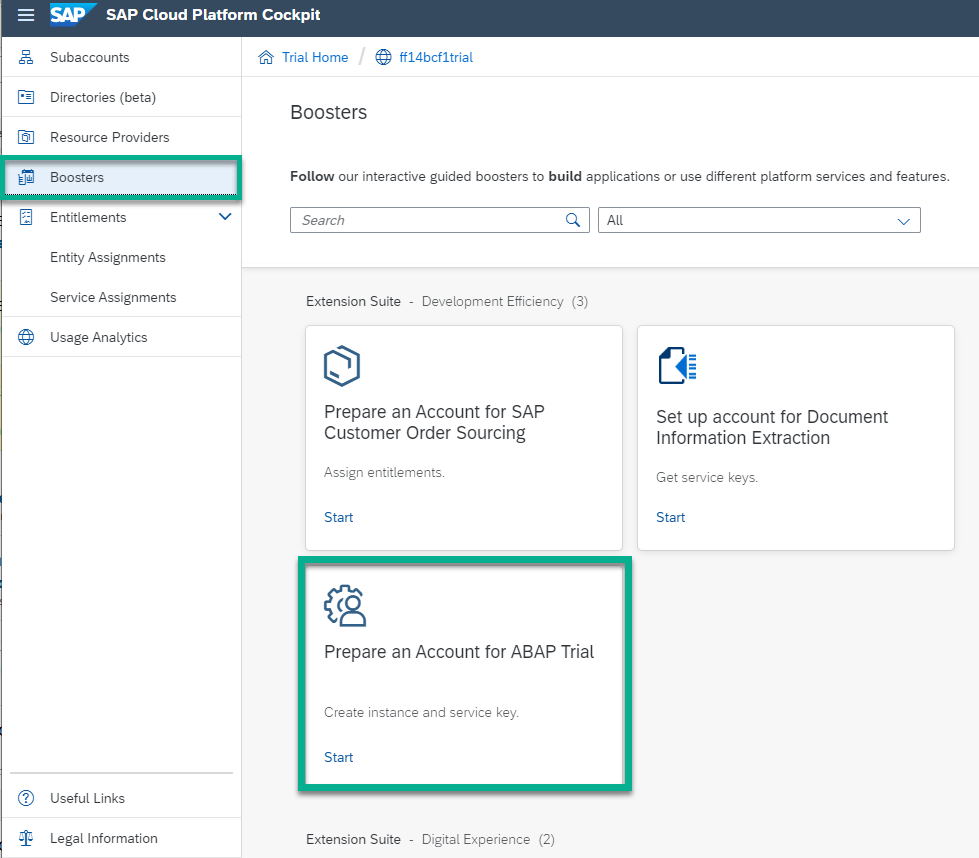 SAP SAP Cloud Platform Cockpit
Subaccounts
Directories (beta)
Resource Providers
Boosters
Entitlements
Entity Assignments
Service Assignments
Usage Analytics
Useful Links
Legal Information
Trial Home / ff14bcf1trial
Boosters
Follow our interactive guided boosters to build applications or use different platform services and features.
Search
All
Extension Suite - Development Efficiency (3)
Prepare an Account for SAP
Customer Order Sourcing
Assign entitlements.
Start
Set up account for Document
Information Extraction
Get service keys.
Start
Prepare an Account for ABAP Trial
Create instance and service key.
Start
Extension Suite - Digital Experience (2)